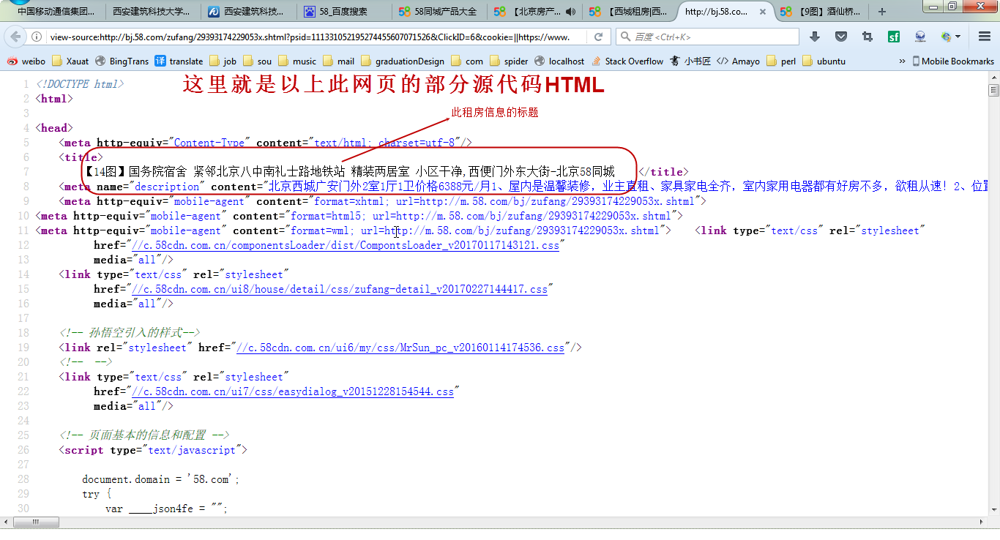 中国移动通信集团...
西安建筑科技大学...
西安建筑科技...
58_百度搜索
58同城产品大全
【北京房产...
【西城租房|西...
http://bj.58.co...
【9图】酒仙桥...
view-source:http://bj.58.com/zufang/29393174229053x.shtml?psid=111331052195274455607071526&ClickID=6&cookie=||https://www.
百度 <Ctrl+K>
weibo Xauat BingTrans translate job sou music mail graduationDesign com spider localhost Stack Overflow 小书匠 Amayo perl ubuntu » Mobile Bookmarks
这里就是以上此网页的部分源代码HTML
此租房信息的标题
1 <!DOCTYPE html>
2 <html>
3
4 <head>
5 <meta http-equiv="Content-Type" content="text/html; charset=utf-8"/>
6 <title>
7 【14图】国务院宿舍 紧邻北京八中南礼士路地铁站 精装两居室 小区干净,西便门外东大街-北京58同城 </title>
8 <meta name="description" content="北京西城广安门外2室1厅1卫价格6388元/月1、屋内是温馨装修，业主直租、家具家电全齐，室内家用电器都有好房不多，欲租从速！2、位置
9 <meta http-equiv="mobile-agent" content="format=xhtml; url=http://m.58.com/bj/zufang/29393174229053x.shtml">
10 <meta http-equiv="mobile-agent" content="format=html5; url=http://m.58.com/bj/zufang/29393174229053x.shtml">
11 <meta http-equiv="mobile-agent" content="format=wml; url=http://m.58.com/bj/zufang/29393174229053x.shtml"> <link type="text/css" rel="stylesheet"
12 href="//c.58cdn.com.cn/componentsLoader/dist/CompontsLoader_v20170117143121.css"
13 media="all"/>
14 <link type="text/css" rel="stylesheet"
15 href="//c.58cdn.com.cn/ui8/house/detail/css/zufang-detail_v20170227144417.css"
16 media="all"/>
17
18 <!-- 孙悟空引入的样式-->
19 <link rel="stylesheet" href="//c.58cdn.com.cn/ui6/my/css/MrSun_pc_v20160114174536.css"/>
20 <!-- -->
21 <link type="text/css" rel="stylesheet"
22 href="//c.58cdn.com.cn/ui7/css/easydialog_v20151228154544.css"
23 media="all"/>
24
25 <!-- 页面基本的信息和配置 -->
26 <script type="text/javascript">
27
28 document.domain = '58.com';
29 try {
30 var ____json4fe = "";